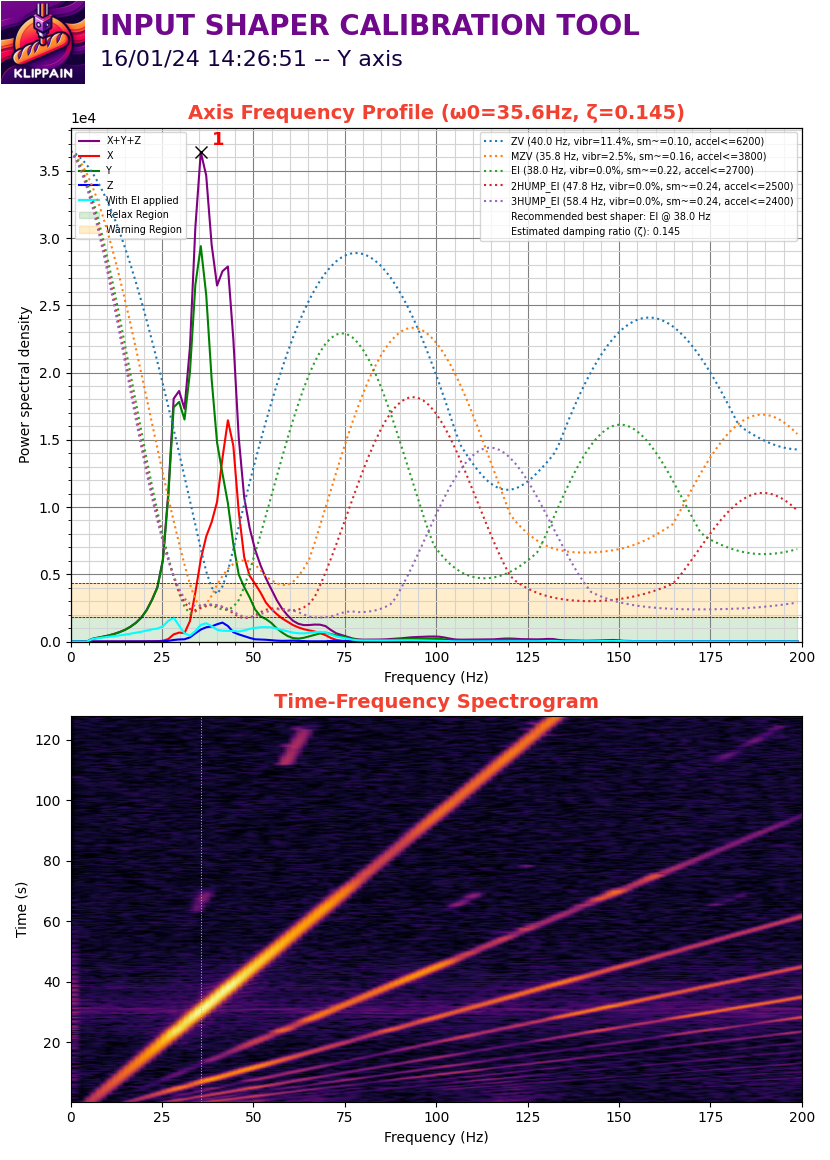 INPUT SHAPER CALIBRATION TOOL
KLIPPAIN
16/01/24 14:26:51 -- Y axis
Axis Frequency Profile (ω0=35.6Hz, ζ=0.145)
1e4
1
X+Y+Z
X
Y
Z
With EI applied
Relax Region
Warning Region
ZV (40.0 Hz, vibr=11.4%, sm~=0.10, accel<=6200)
MZV (35.8 Hz, vibr=2.5%, sm~=0.16, accel<=3800)
EI (38.0 Hz, vibr=0.0%, sm~=0.22, accel<=2700)
2HUMP_EI (47.8 Hz, vibr=0.0%, sm~=0.24, accel<=2500)
3HUMP_EI (58.4 Hz, vibr=0.0%, sm~=0.24, accel<=2400)
Recommended best shaper: EI @ 38.0 Hz
Estimated damping ratio (ζ): 0.145
Power spectral density
3.5
3.0
2.5
2.0
1.5
1.0
0.5
0.0
0 25 50 75 100 125 150 175 200
Frequency (Hz)
Time-Frequency Spectrogram
Time (s)
120
100
80
60
40
20
0 25 50 75 100 125 150 175 200
Frequency (Hz)